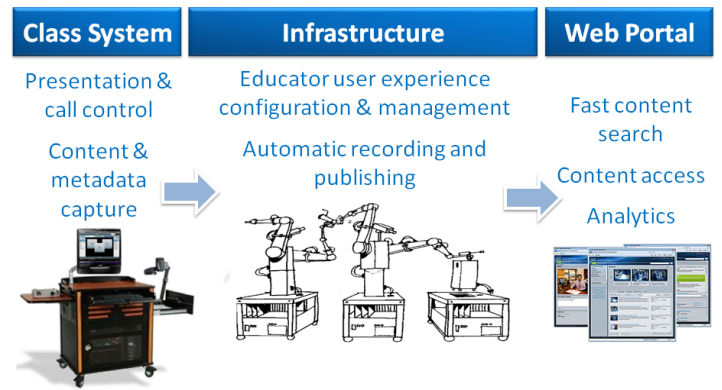 Class System
Infrastructure
Web Portal
Presentation &
call control
Content &
metadata
capture
Educator user experience
configuration & management
Automatic recording and
publishing
Fast content
search
Content access
Analytics